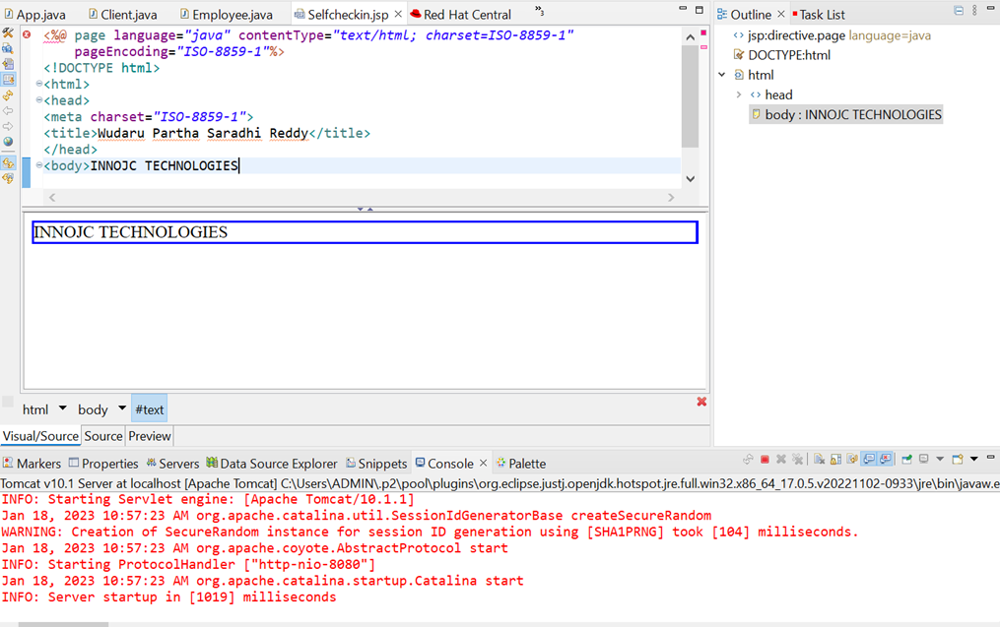 App.java Client.java Employee.java Selfcheckin.jsp Red Hat Central »3
<%@ page language="java" contentType="text/html; charset=ISO-8859-1"
pageEncoding="ISO-8859-1"%>
<!DOCTYPE html>
<html>
<head>
<meta charset="ISO-8859-1">
<title>Wudaru Partha Saradhi Reddy</title>
</head>
<body>INNOJC TECHNOLOGIES
INNOJC TECHNOLOGIES
html body #text
Visual/Source Source Preview
Outline Task List
jsp:directive.page language=java
DOCTYPE:html
html
head
body : INNOJC TECHNOLOGIES
Markers Properties Servers Data Source Explorer Snippets Console Palette
Tomcat v10.1 Server at localhost [Apache Tomcat] C:\Users\ADMIN\.p2\pool\plugins\org.eclipse.justj.openjdk.hotspot.jre.full.win32.x86_64_17.0.5.v20221102-0933\jre\bin\javaw.e
INFO: Starting Servlet engine: [Apache Tomcat/10.1.1]
Jan 18, 2023 10:57:23 AM org.apache.catalina.util.SessionIdGeneratorBase createSecureRandom
WARNING: Creation of SecureRandom instance for session ID generation using [SHA1PRNG] took [104] milliseconds.
Jan 18, 2023 10:57:23 AM org.apache.coyote.AbstractProtocol start
INFO: Starting ProtocolHandler ["http-nio-8080"]
Jan 18, 2023 10:57:23 AM org.apache.catalina.startup.Catalina start
INFO: Server startup in [1019] milliseconds